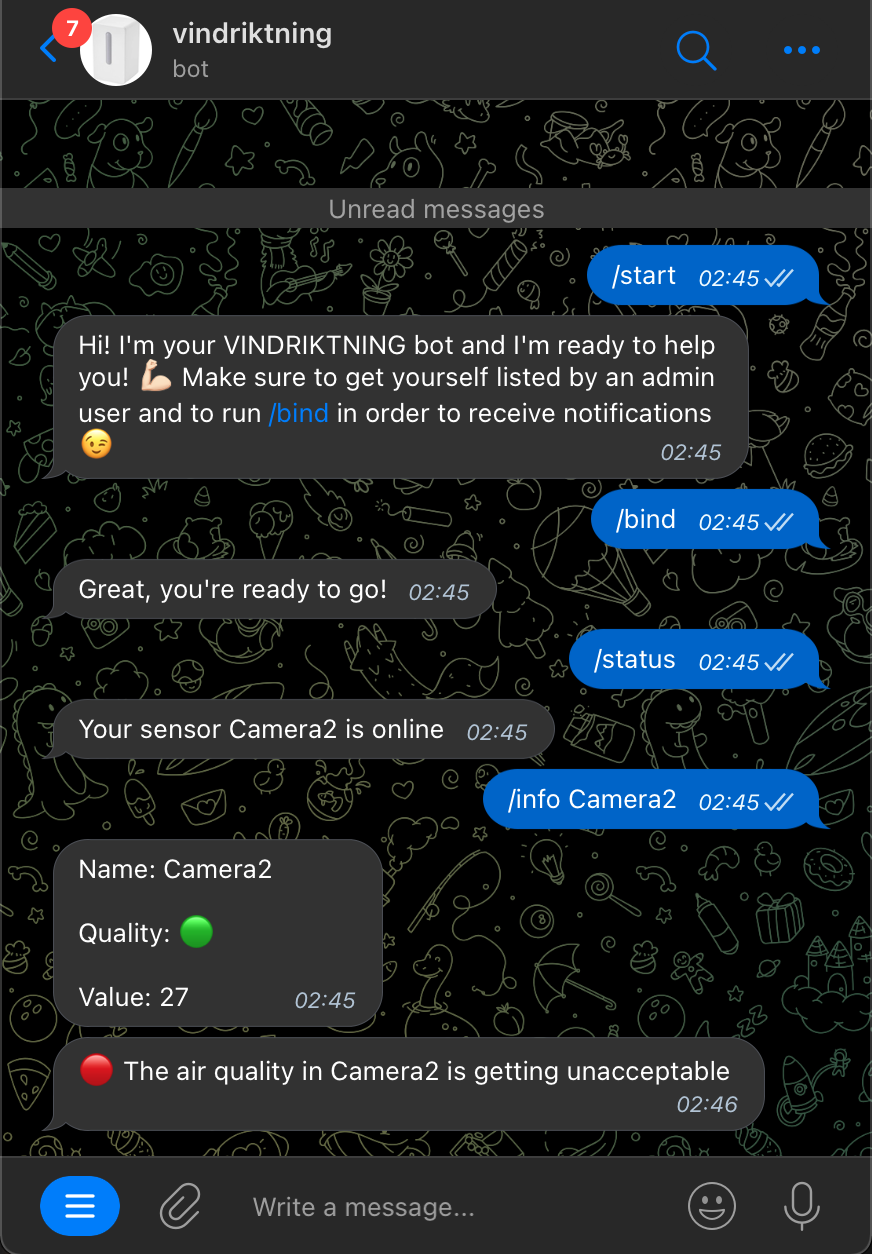 7
vindriktning
bot
Unread messages
/start 02:45
Hi! I'm your VINDRIKTNING bot and I'm ready to help
you! 💪🏻 Make sure to get yourself listed by an admin
user and to run /bind in order to receive notifications
😉 02:45
/bind 02:45
Great, you're ready to go! 02:45
/status 02:45
Your sensor Camera2 is online 02:45
/info Camera2 02:45
Name: Camera2
Quality: 🟢
Value: 27 02:45
🔴 The air quality in Camera2 is getting unacceptable
02:46
Write a message...